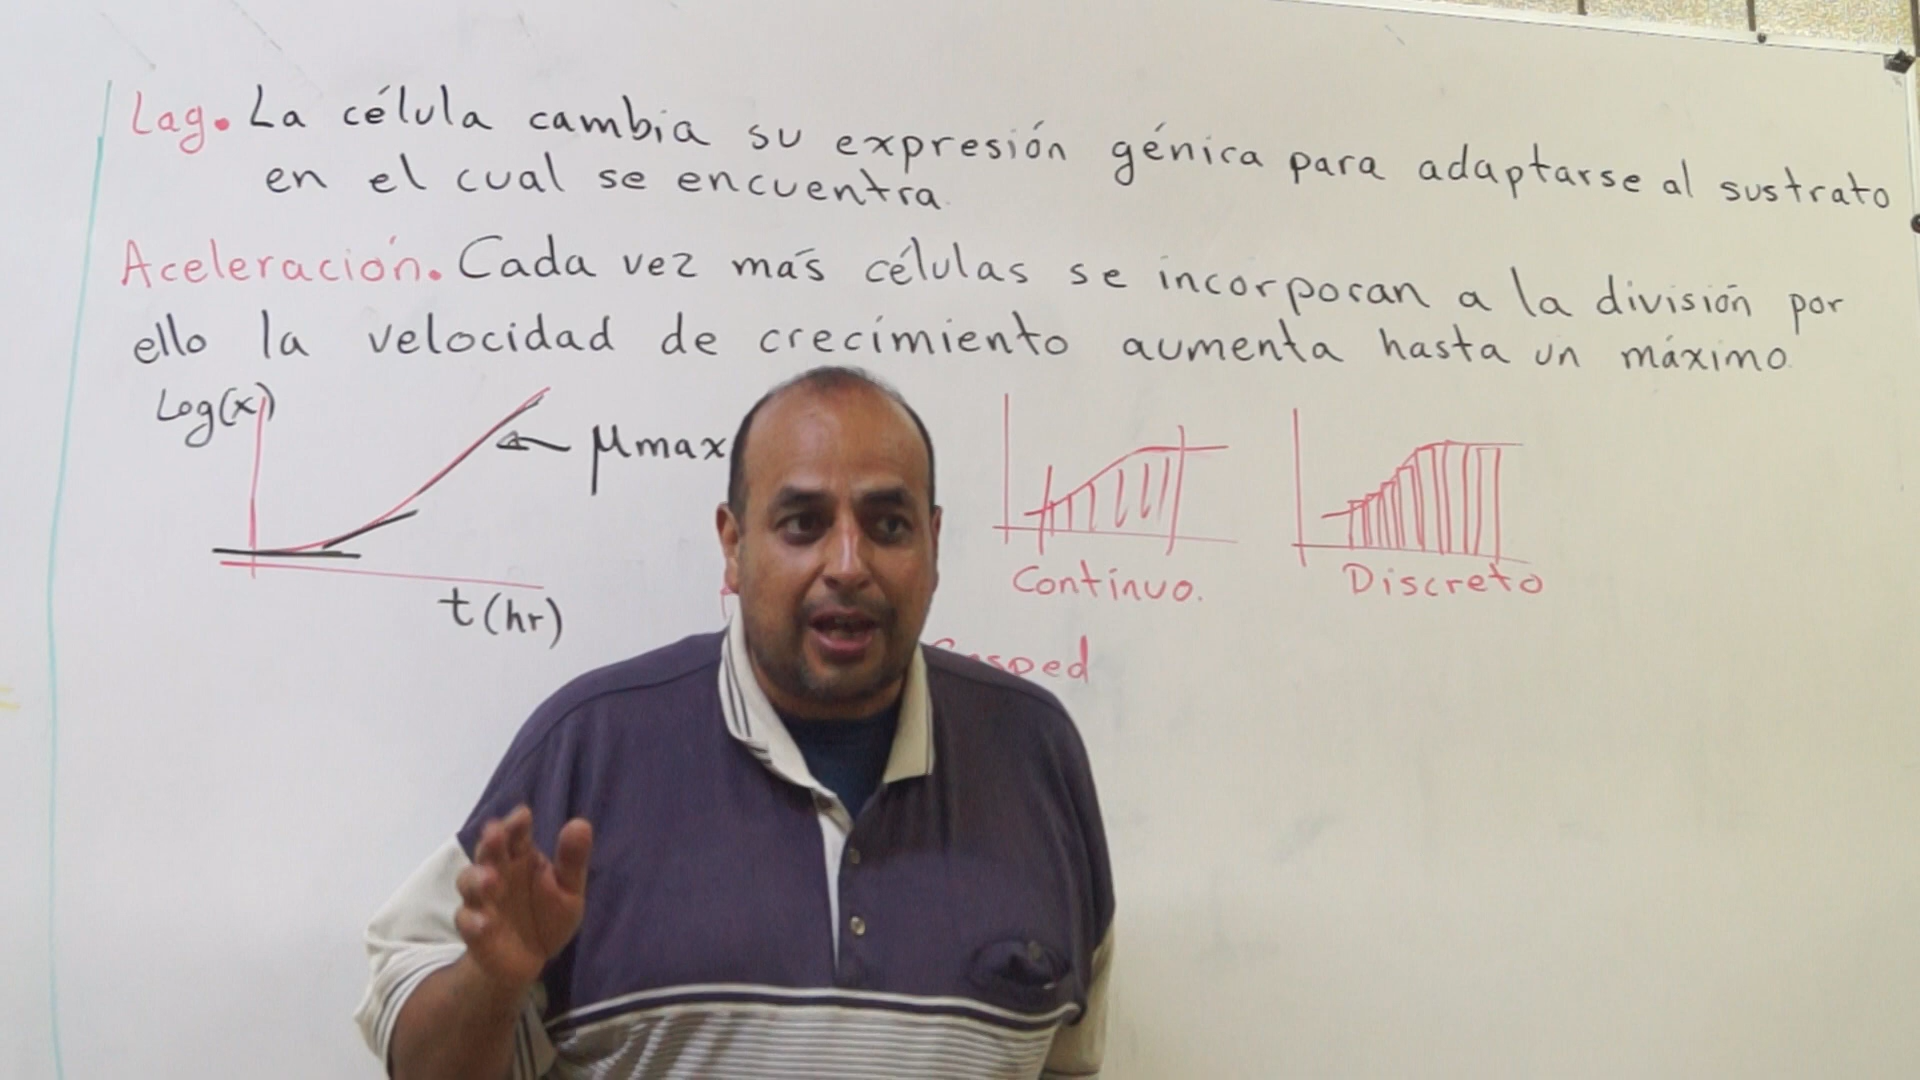 Lag. La célula cambia su expresión génica para adaptarse al sustrato
en el cual se encuentra.
Aceleración. Cada vez más células se incorporan a la división por
ello la velocidad de crecimiento aumenta hasta un máximo
Log(x)
μmax
t(hr)
Continuo.
Discreto